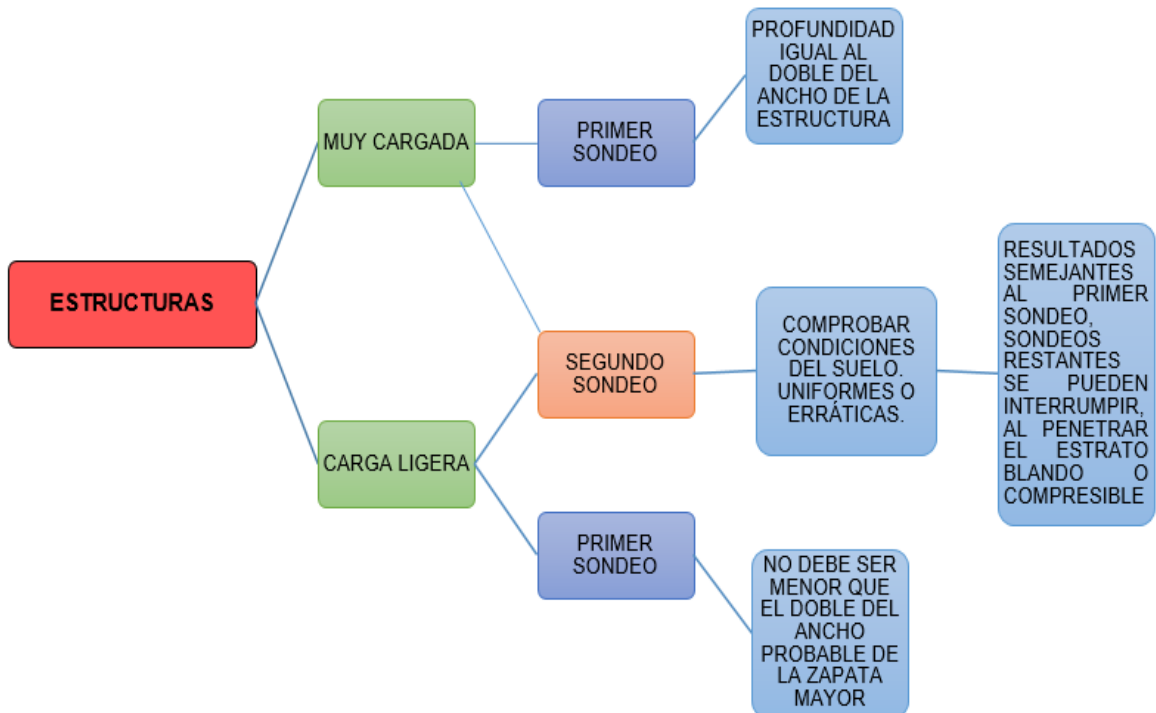 PROFUNDIDAD
IGUAL AL
DOBLE DEL
ANCHO DE LA
ESTRUCTURA
MUY CARGADA
PRIMER
SONDEO
ESTRUCTURAS
SEGUNDO
SONDEO
COMPROBAR
CONDICIONES
DEL SUELO.
UNIFORMES O
ERRÁTICAS.
RESULTADOS
SEMEJANTES
AL PRIMER
SONDEO,
SONDEOS
RESTANTES
SE PUEDEN
INTERRUMPIR,
AL PENETRAR
EL ESTRATO
BLANDO O
COMPRESIBLE
CARGA LIGERA
PRIMER
SONDEO
NO DEBE SER
MENOR QUE
EL DOBLE DEL
ANCHO
PROBABLE DE
LA ZAPATA
MAYOR